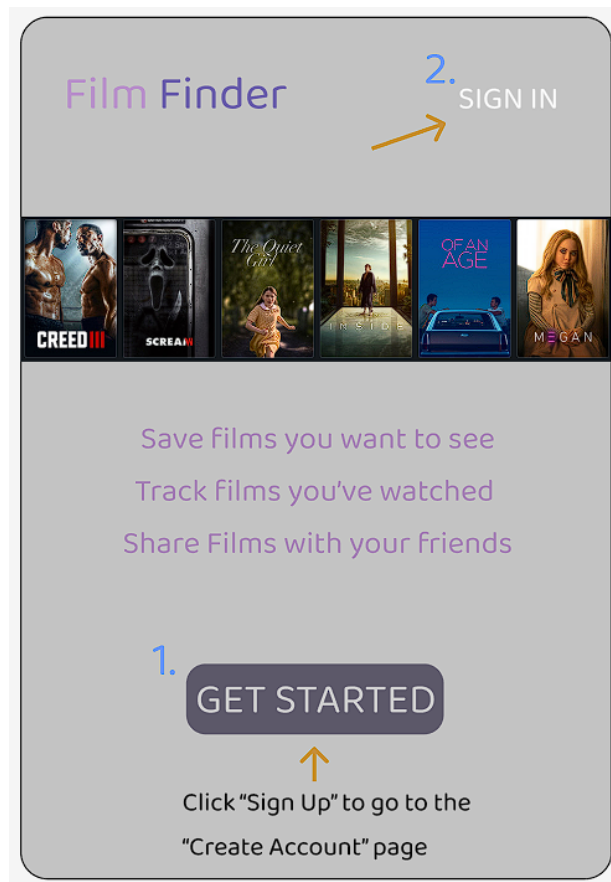 Film Finder
2.
SIGN IN
CREED III
SCREAM
The Quiet
Girl
INSIDE
OF AN
AGE
M3GAN
Save films you want to see
Track films you've watched
Share Films with your friends
1.
GET STARTED
Click “Sign Up” to go to the
“Create Account” page